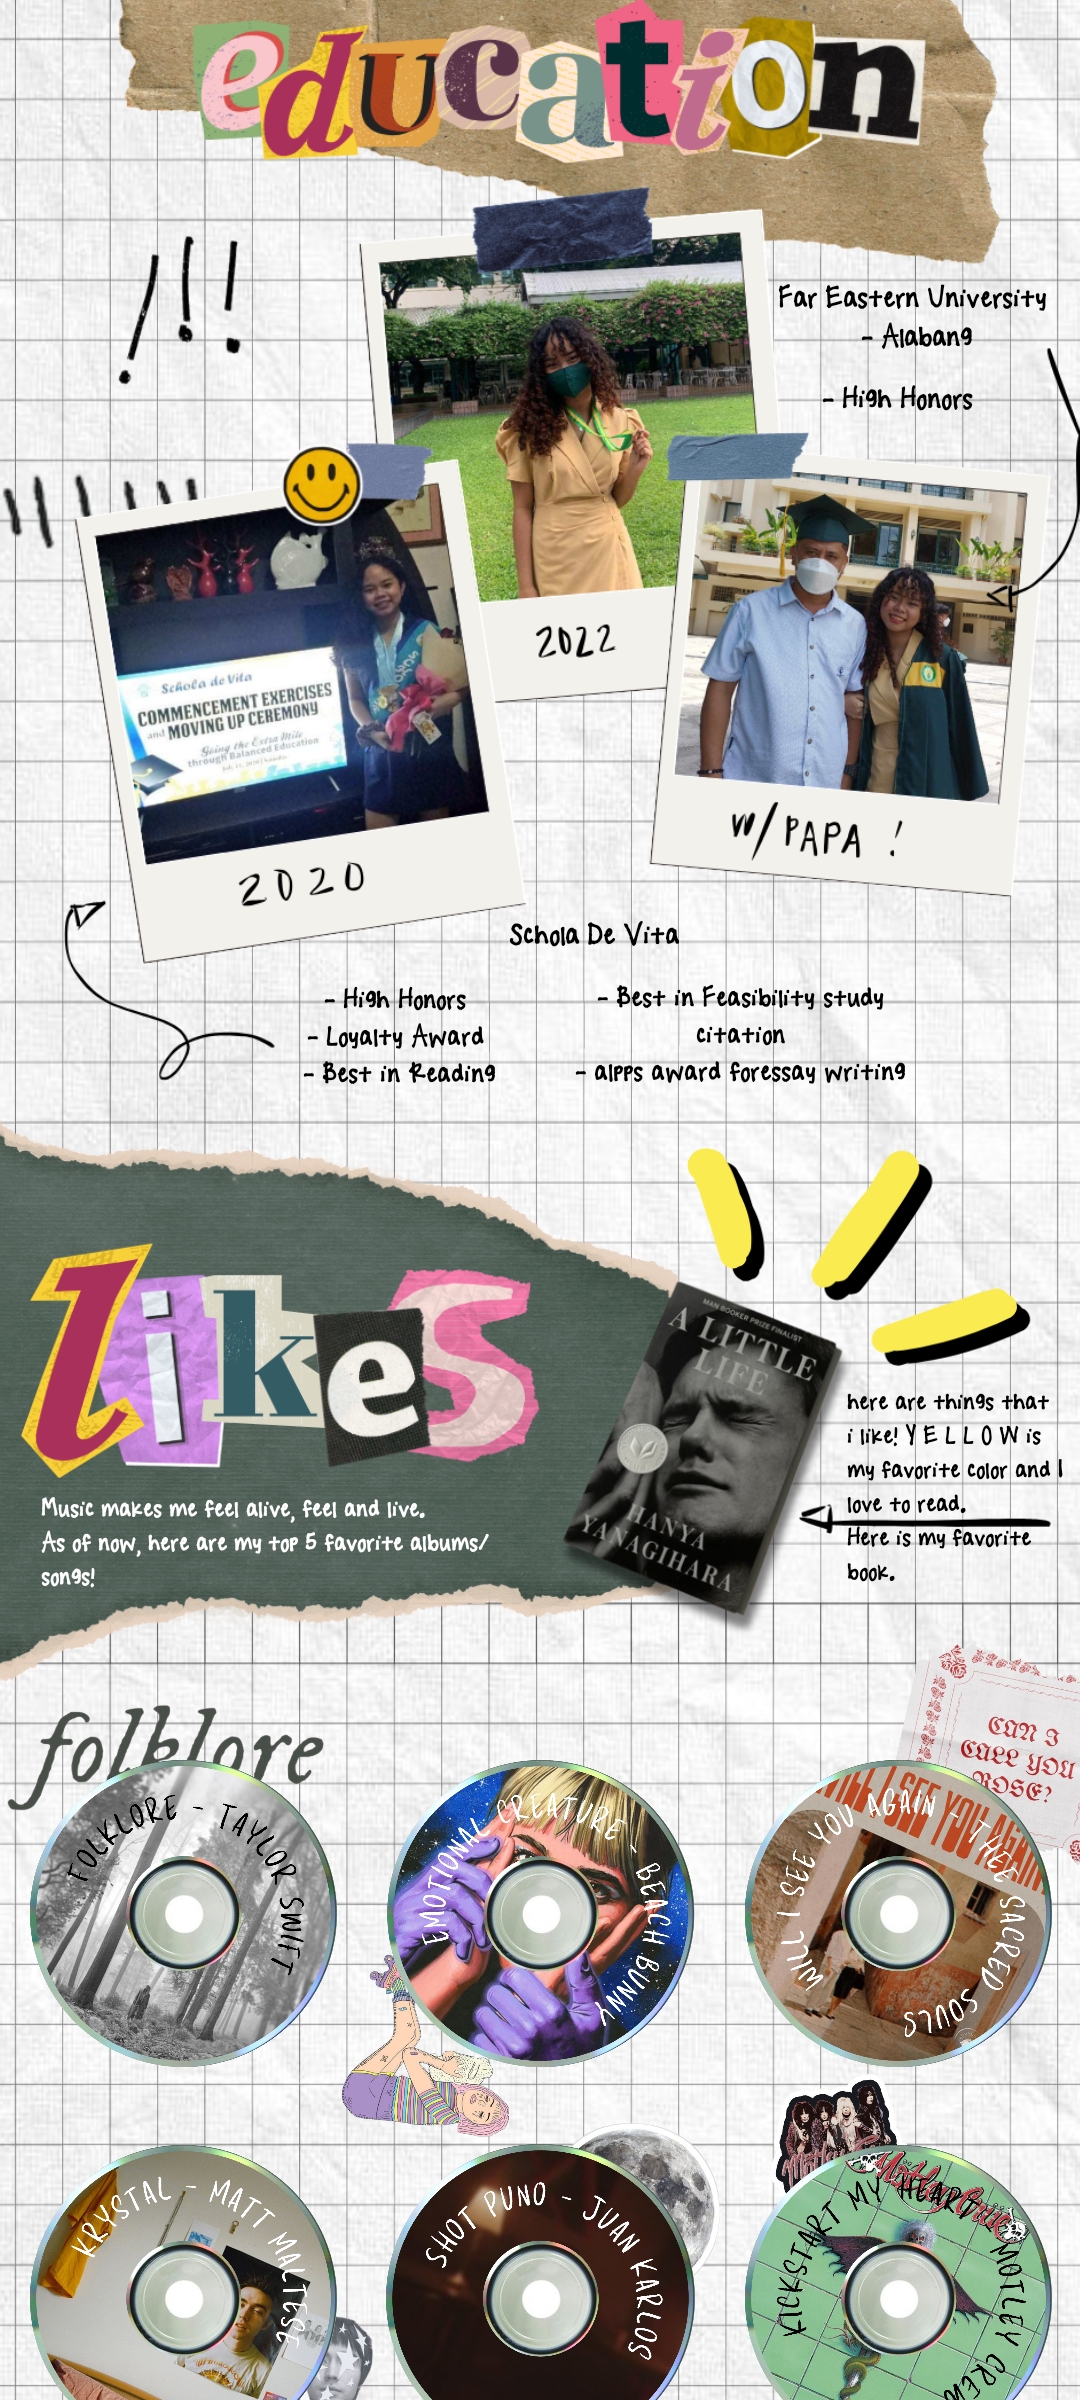 education
Far Eastern University
- Alabang
- High Honors
2022
Schola de Vita
COMMENCEMENT EXERCISES
and MOVING UP CEREMONY
Going the Extra Mile
through Balanced Education
2020
W/ PAPA !
Schola De Vita
- High Honors
- Loyalty Award
- Best in Reading
- Best in Feasibility study
citation
- alpps award foressay writing
likes
Music makes me feel alive, feel and live.
As of now, here are my top 5 favorite albums/
songs!
MAN BOOKER PRIZE FINALIST
A LITTLE
LIFE
HANYA
YANAGIHARA
here are things that
i like! Y E L L O W is
my favorite color and I
love to read.
Here is my favorite
book.
folklore
FOLKLORE - TAYLOR SWIFT
EMOTIONAL CREATURE - BEACH BUNNY
CAN I
CALL YOU
ROSE?
WILL I SEE YOU AGAIN
WILL I SEE YOU AGAIN - THEE SACRED SOULS
KRYSTAL - MATT MALTESE
SHOT PUNO - JUAN KARLOS
Mötley Crüe
KICKSTART MY HEART - MOTLEY CREW